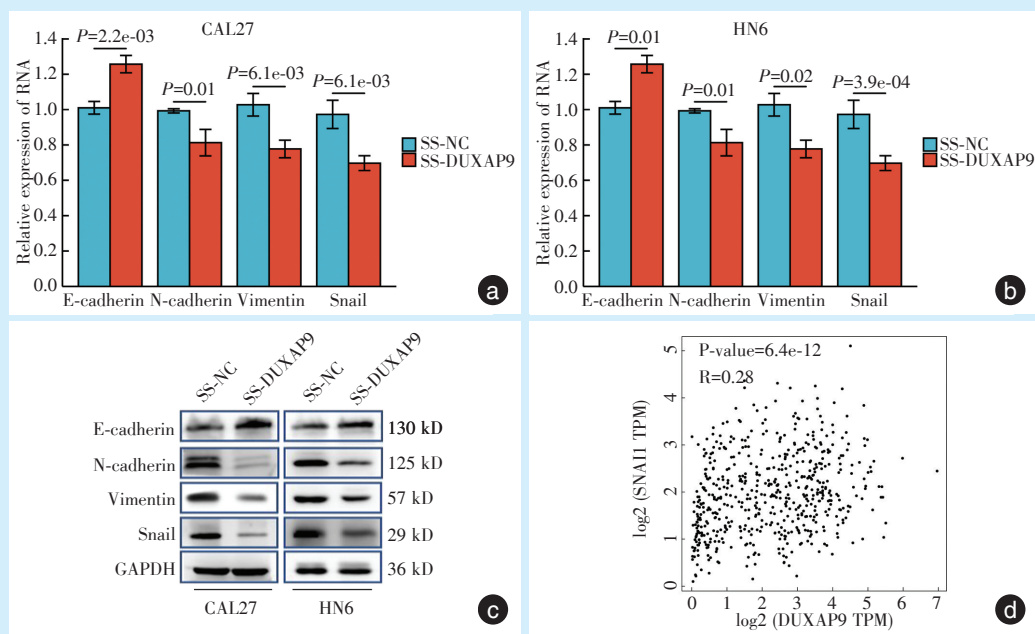 CAL27
Relative expression of RNA
1.4
1.2
1.0
0.8
0.6
0.4
0.2
0.0
P=2.2e-03
P=0.01
P=6.1e-03
P=6.1e-03
E-cadherin N-cadherin Vimentin Snail
SS-NC
SS-DUXAP9
a
HN6
Relative expression of RNA
1.4
1.2
1.0
0.8
0.6
0.4
0.2
0.0
P=0.01
P=0.01
P=0.02
P=3.9e-04
E-cadherin N-cadherin Vimentin Snail
SS-NC
SS-DUXAP9
b
SS-NC SS-DUXAP9 SS-NC SS-DUXAP9
E-cadherin 130 kD
N-cadherin 125 kD
Vimentin 57 kD
Snail 29 kD
GAPDH 36 kD
CAL27 HN6
c
P-value=6.4e-12
R=0.28
log2 (SNAI1 TPM)
5
4
3
2
1
0
0 1 2 3 4 5 6 7
log2 (DUXAP9 TPM)
d